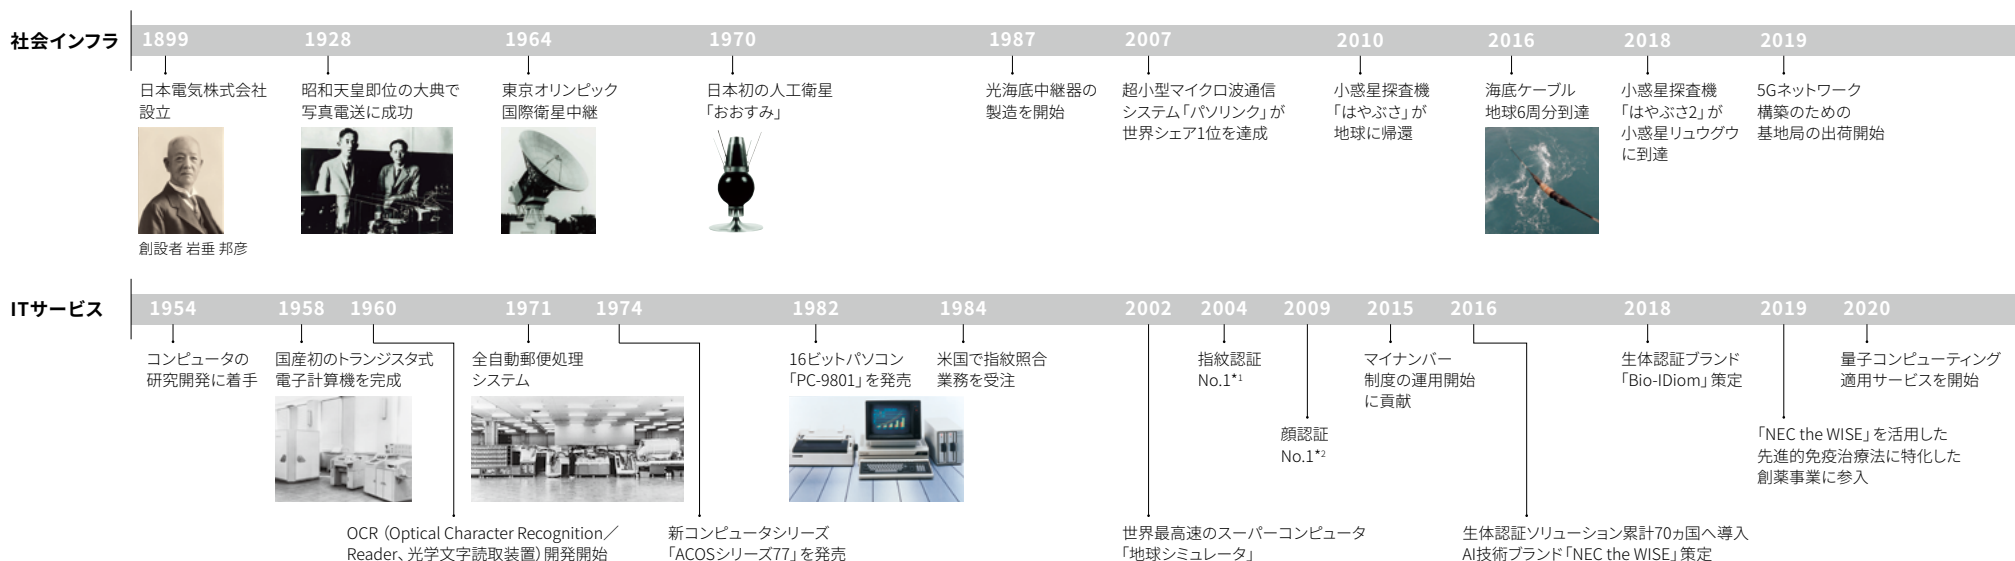 社会インフラ
1899
日本電気株式会社
設立
創設者 岩垂 邦彦
1928
昭和天皇即位の大典で
写真電送に成功
1964
東京オリンピック
国際衛星中継
1970
日本初の人工衛星
「おおすみ」
1987
光海底中継器の
製造を開始
2007
超小型マイクロ波通信
システム「パソリンク」が
世界シェア1位を達成
2010
小惑星探査機
「はやぶさ」が
地球に帰還
2016
海底ケーブル
地球6周分到達
2018
小惑星探査機
「はやぶさ2」が
小惑星リュウグウ
に到達
2019
5Gネットワーク
構築のための
基地局の出荷開始
ITサービス
1954
コンピュータの
研究開発に着手
1958
国産初のトランジスタ式
電子計算機を完成
1960
OCR（Optical Character Recognition／
Reader、光学文字読取装置）開発開始
1971
全自動郵便処理
システム
1974
新コンピュータシリーズ
「ACOSシリーズ77」を発売
1982
16ビットパソコン
「PC-9801」を発売
1984
米国で指紋照合
業務を受注
2002
世界最高速のスーパーコンピュータ
「地球シミュレータ」
2004
指紋認証
No.1*1
2009
顔認証
No.1*2
2015
マイナンバー
制度の運用開始
に貢献
2016
生体認証ソリューション累計70ヵ国へ導入
AI技術ブランド「NEC the WISE」策定
2018
生体認証ブランド
「Bio-IDiom」策定
2019
「NEC the WISE」を活用した
先進的免疫治療法に特化した
創薬事業に参入
2020
量子コンピューティング
適用サービスを開始